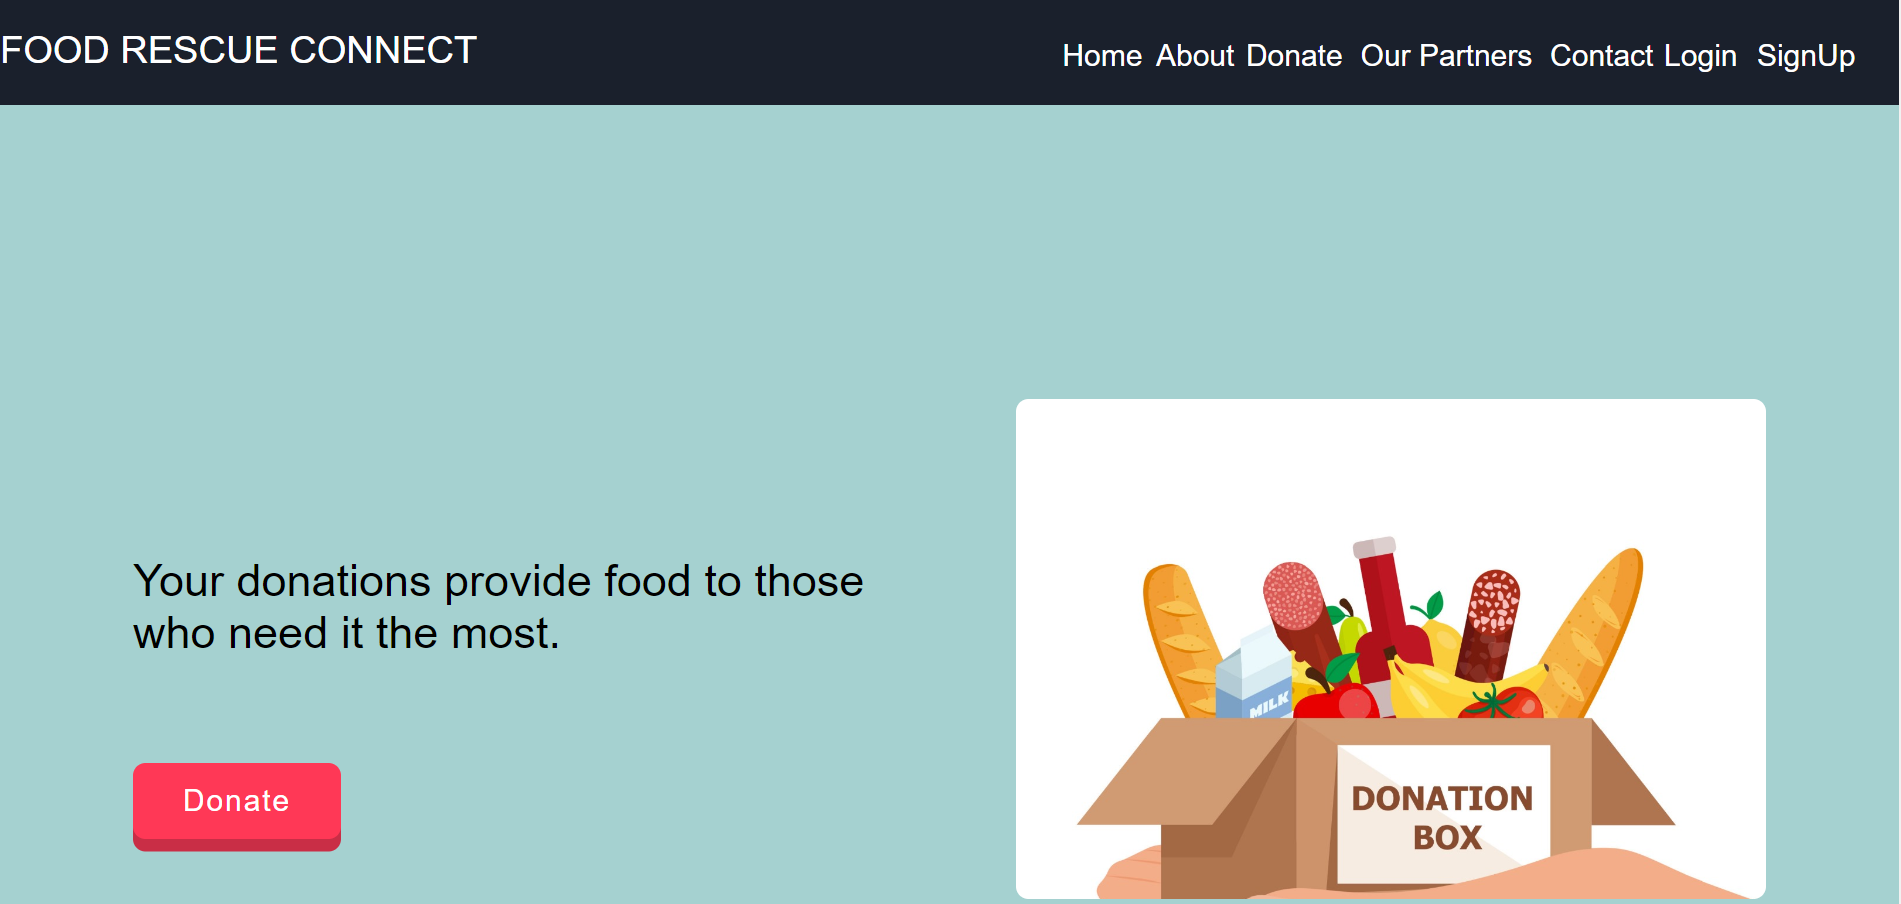 FOOD RESCUE CONNECT
Home About Donate Our Partners Contact Login SignUp
Your donations provide food to those
who need it the most.
Donate
MILK
DONATION
BOX